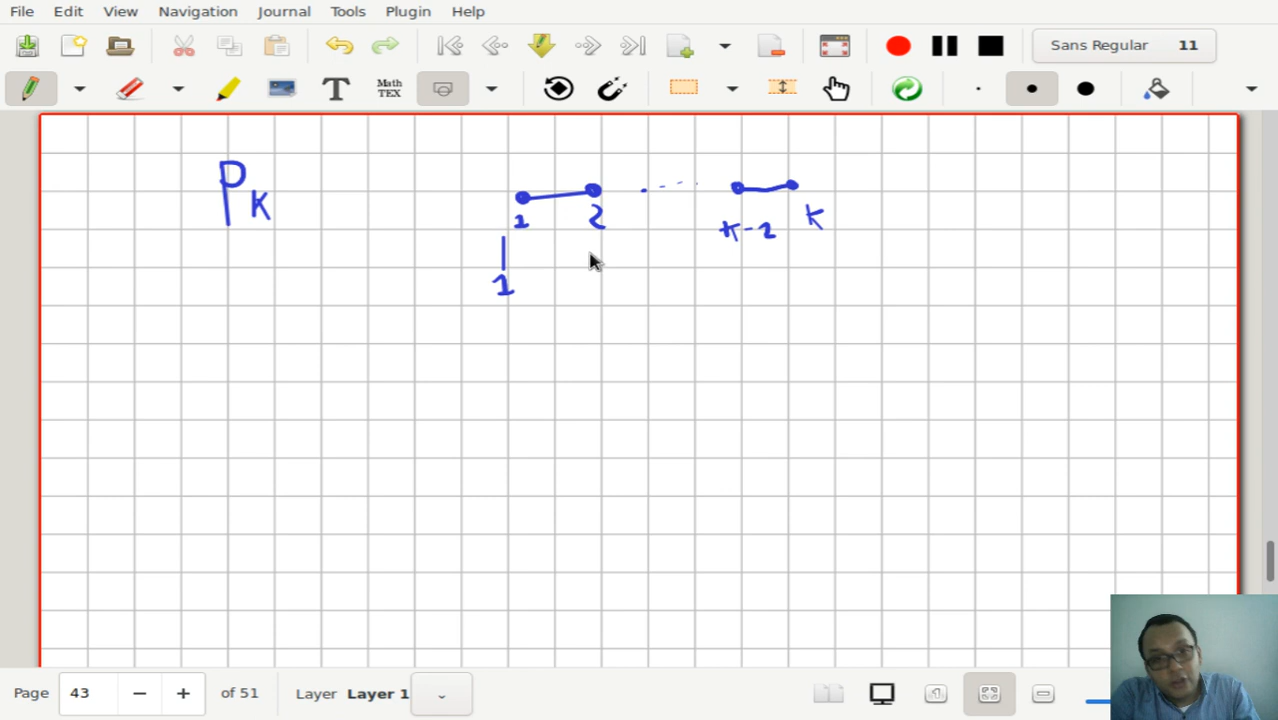 File Edit View Navigation Journal Tools Plugin Help
Sans Regular 11
T Math TEX
P K
1 2 K-2 K
1
Page 43 of 51 Layer Layer 1